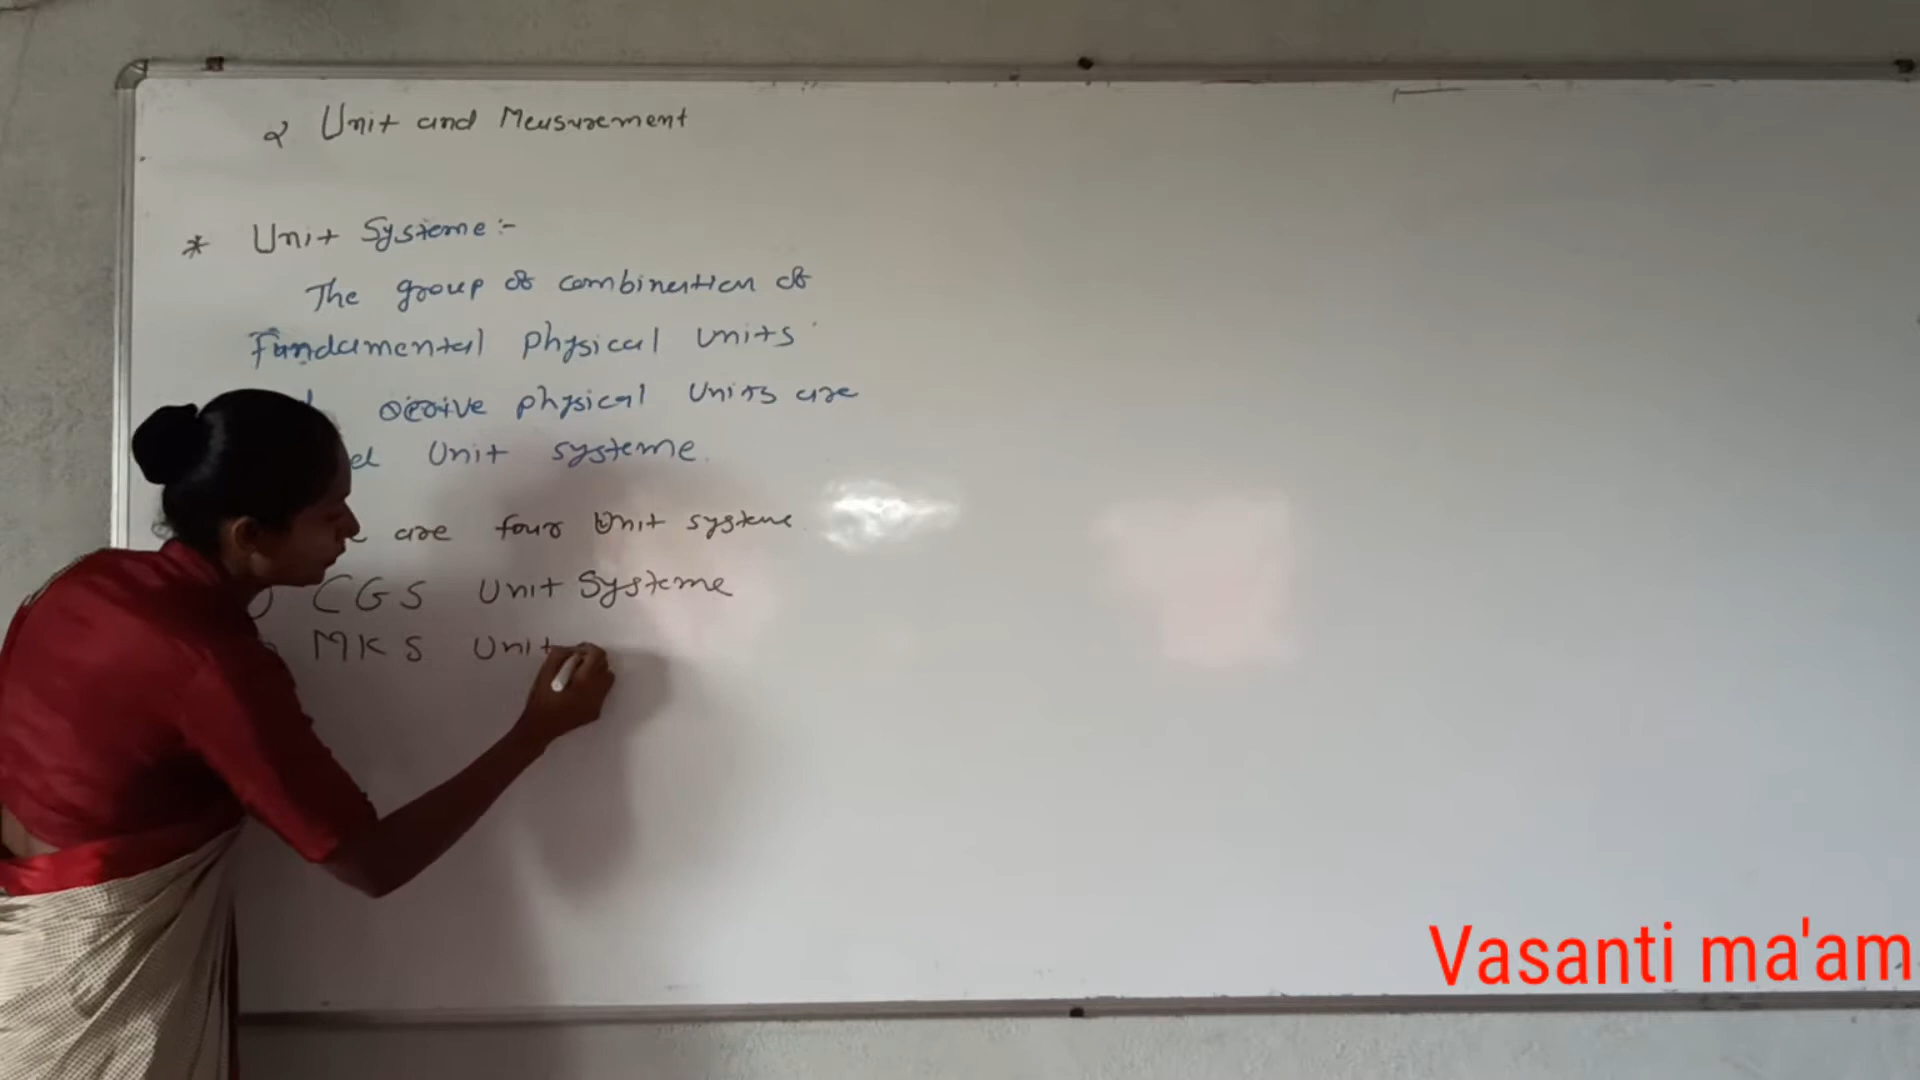 2 Unit and Measurement
* Unit Systeme :-
The group of combination of
Fundamental physical units
derive physical units are
Unit systeme.
are four Unit systeme
CGS Unit Systeme
MKS Unit
Vasanti ma'am